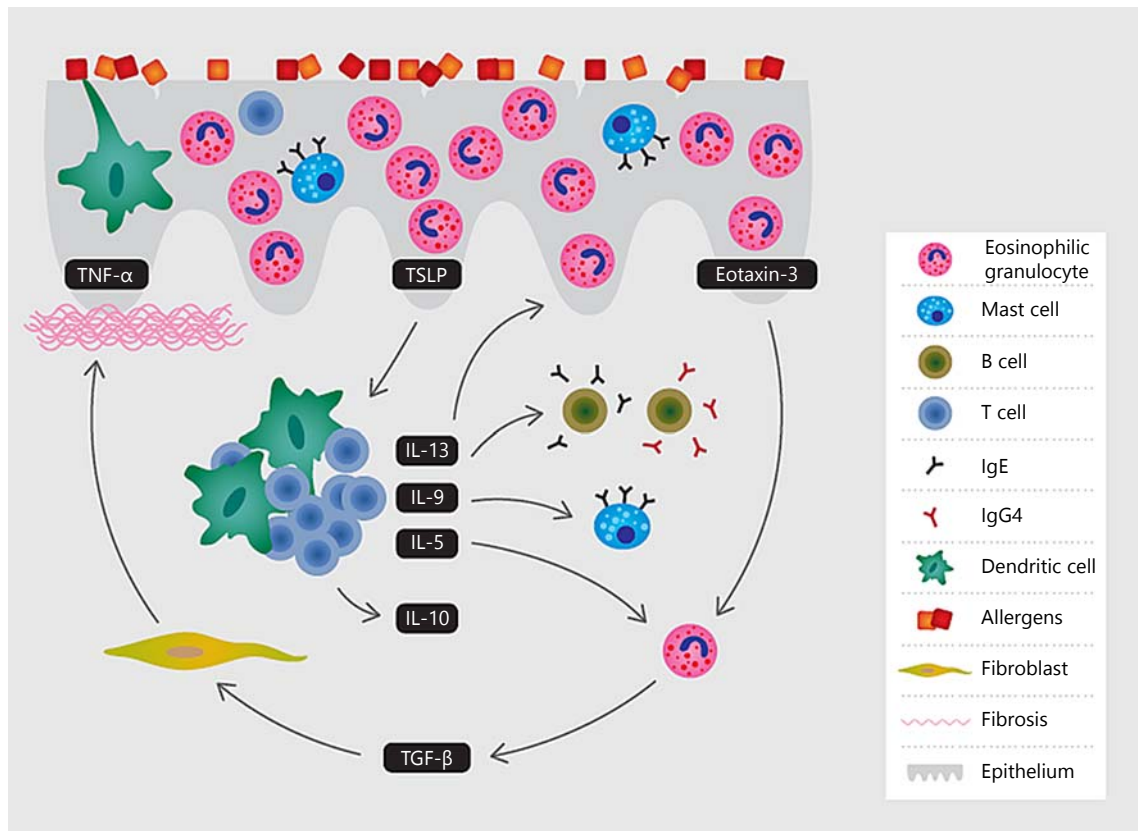 TNF-α
TSLP
Eotaxin-3
IL-13
IL-9
IL-5
IL-10
TGF-β
Eosinophilic
granulocyte
Mast cell
B cell
T cell
IgE
IgG4
Dendritic cell
Allergens
Fibroblast
Fibrosis
Epithelium